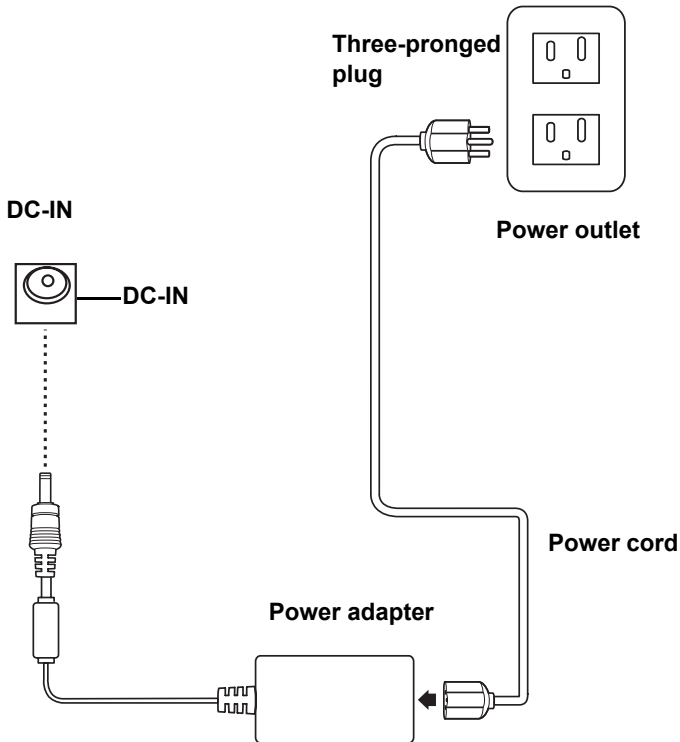 Three-pronged
plug
DC-IN
Power outlet
DC-IN
Power cord
Power adapter